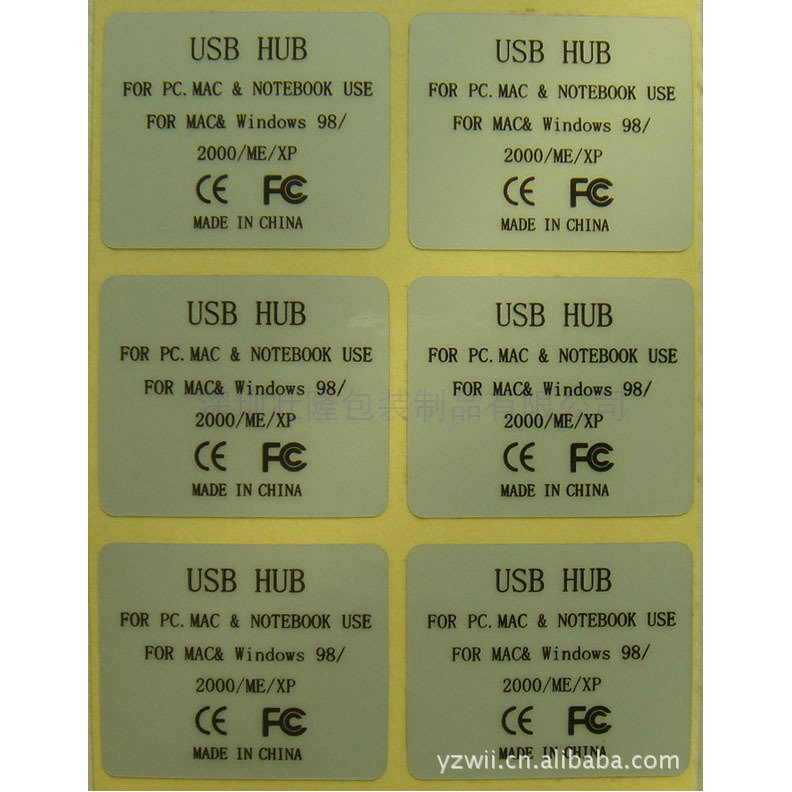 USB HUB
FOR PC. MAC & NOTEBOOK USE
FOR MAC& Windows 98/
2000/ME/XP
CE FC
MADE IN CHINA
USB HUB
FOR PC. MAC & NOTEBOOK USE
FOR MAC& Windows 98/
2000/ME/XP
CE FC
MADE IN CHINA
USB HUB
FOR PC. MAC & NOTEBOOK USE
FOR MAC& Windows 98/
2000/ME/XP
CE FC
MADE IN CHINA
USB HUB
FOR PC. MAC & NOTEBOOK USE
FOR MAC& Windows 98/
2000/ME/XP
CE FC
MADE IN CHINA
隆包装制品有限公司
USB HUB
FOR PC. MAC & NOTEBOOK USE
FOR MAC& Windows 98/
2000/ME/XP
CE FC
MADE IN CHINA
USB HUB
FOR PC. MAC & NOTEBOOK USE
FOR MAC& Windows 98/
2000/ME/XP
CE FC
MADE IN CHINA
yzwii.cn.alibaba.com